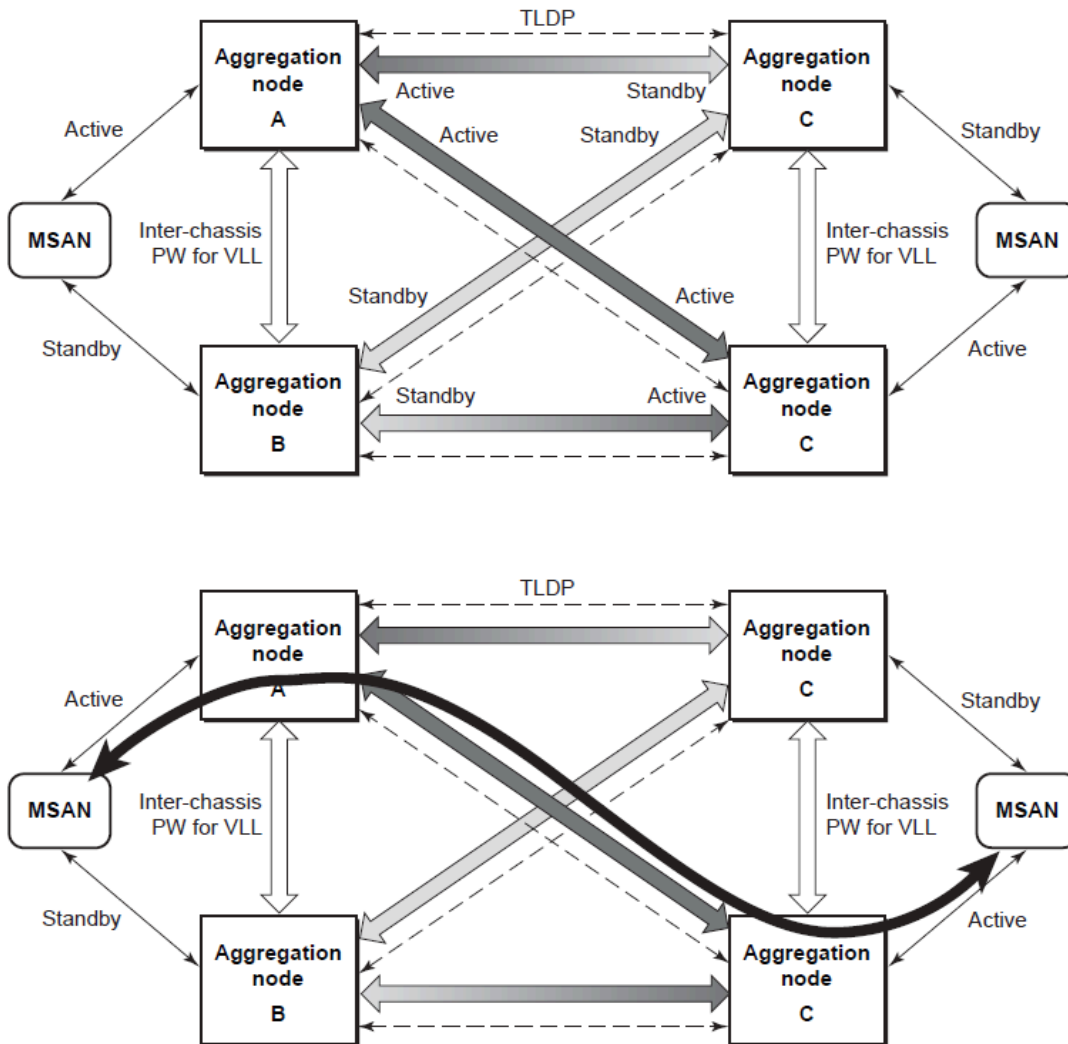 TLDP
Aggregation
node
A
Aggregation
node
C
Active
Standby
Active
Standby
Active
Standby
MSAN
Inter-chassis
PW for VLL
Inter-chassis
PW for VLL
MSAN
Standby
Active
Standby
Active
Aggregation
node
B
Standby
Active
Aggregation
node
C
TLDP
Aggregation
node
A
Aggregation
node
C
Active
Standby
MSAN
Inter-chassis
PW for VLL
Inter-chassis
PW for VLL
MSAN
Standby
Active
Aggregation
node
B
Aggregation
node
C